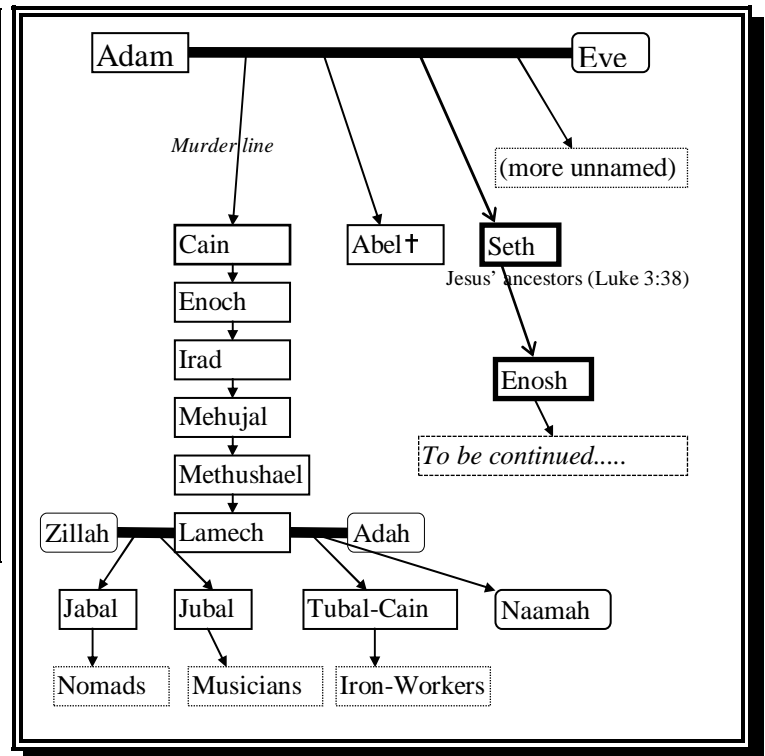 Adam
Eve
Murder line
(more unnamed)
Cain
Abel✝
Seth
Jesus’ ancestors (Luke 3:38)
Enoch
Irad
Enosh
Mehujal
To be continued.....
Methushael
Zillah
Lamech
Adah
Jabal
Jubal
Tubal-Cain
Naamah
Nomads
Musicians
Iron-Workers